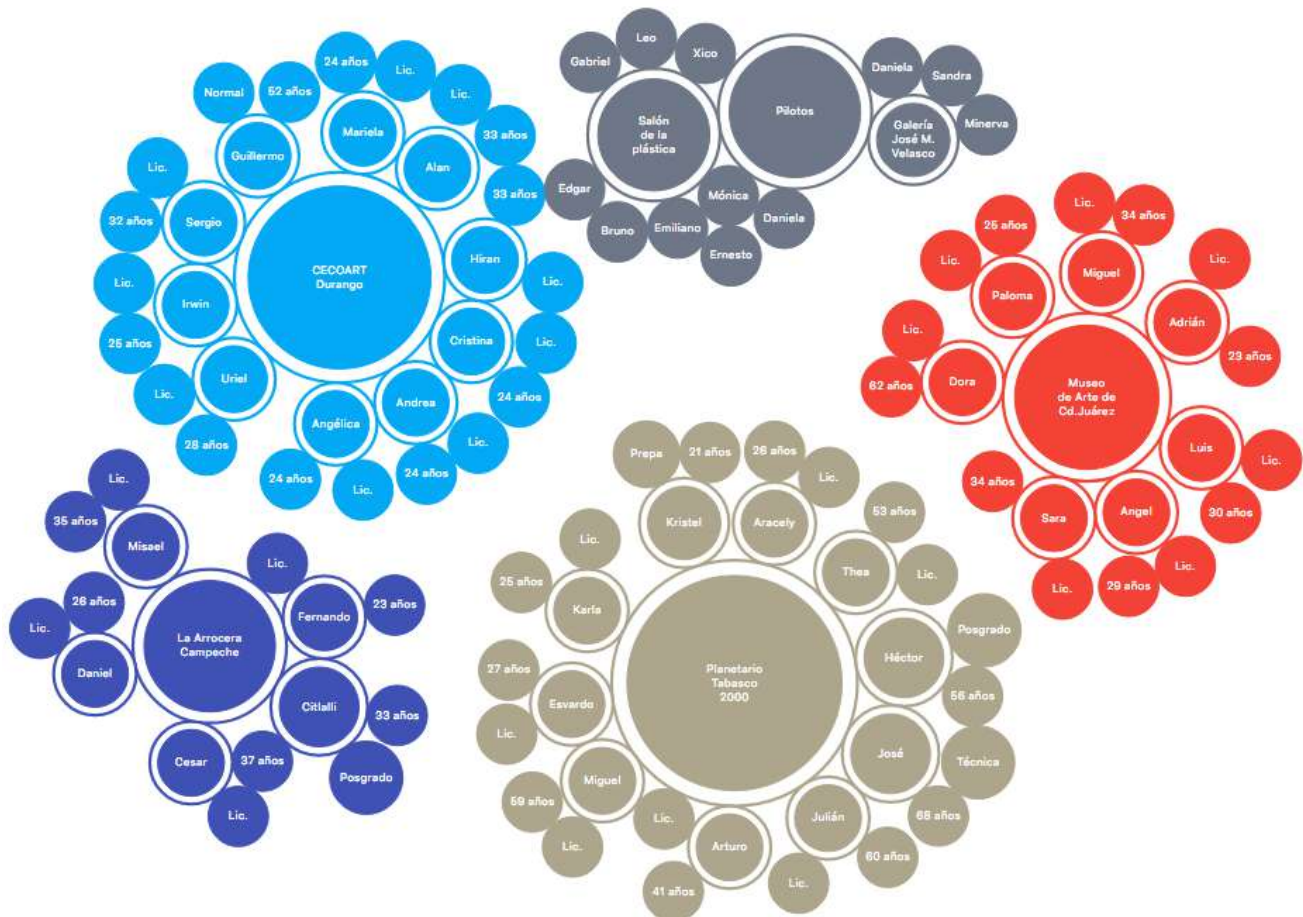 CECOART
Durango
Guillermo
Normal
52 años
Mariela
24 años
Lic.
Alan
Lic.
33 años
Hiran
33 años
Lic.
Cristina
Lic.
24 años
Andrea
Lic.
24 años
Angélica
Lic.
24 años
Uriel
28 años
Lic.
Irwin
25 años
Lic.
Sergio
32 años
Lic.
Pilotos
Salón
de la
plástica
Gabriel
Leo
Xico
Edgar
Bruno
Emiliano
Mónica
Ernesto
Daniela
Galería
José M.
Velasco
Daniela
Sandra
Minerva
Museo
de Arte de
Cd.Juárez
Miguel
Lic.
34 años
Adrián
Lic.
23 años
Luis
Lic.
30 años
Angel
Lic.
29 años
Sara
Lic.
34 años
Dora
62 años
Lic.
Paloma
Lic.
25 años
La Arrocera
Campeche
Misael
Lic.
35 años
Fernando
Lic.
23 años
Citlalli
33 años
Posgrado
Cesar
37 años
Lic.
Daniel
Lic.
26 años
Planetario
Tabasco
2000
Kristel
Prepa
21 años
Aracely
26 años
Lic.
Thea
53 años
Lic.
Héctor
Posgrado
56 años
José
Técnica
68 años
Julián
60 años
Lic.
Arturo
Lic.
41 años
Miguel
59 años
Lic.
Esvardo
27 años
Lic.
Karla
25 años
Lic.